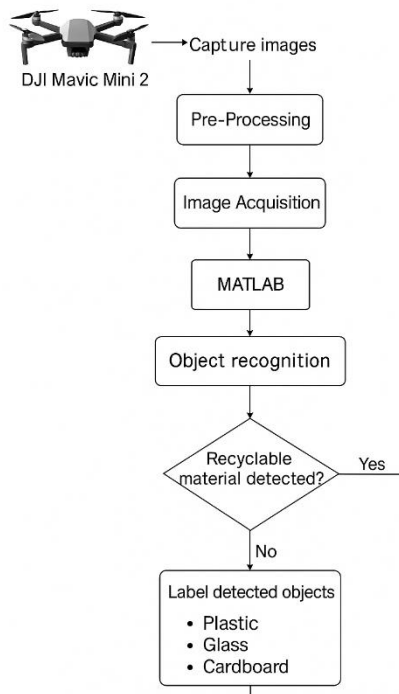 DJI Mavic Mini 2
Capture images
Pre-Processing
Image Acquisition
MATLAB
Object recognition
Recyclable
material detected?
Yes
No
Label detected objects
• Plastic
• Glass
• Cardboard